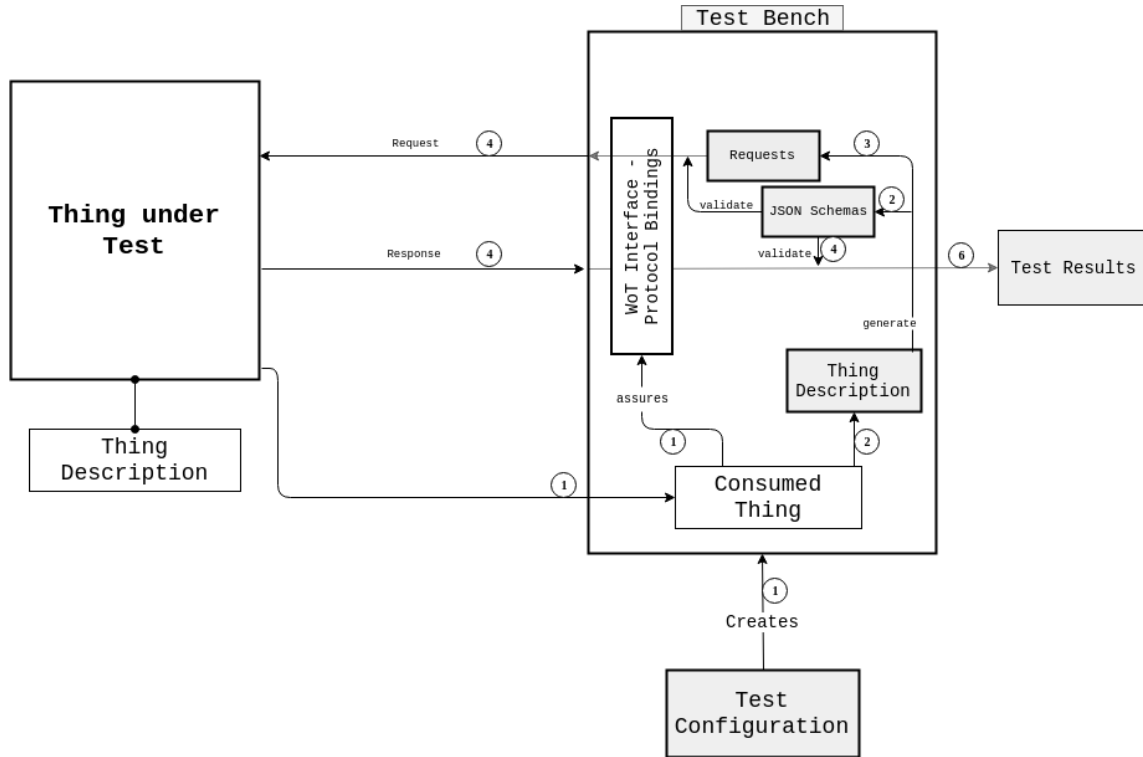 Test Bench
Request
4
WoT Interface -
Protocol Bindings
Requests
3
Thing under
Test
validate
JSON Schemas
2
Response
4
validate
4
6
Test Results
generate
Thing
Description
assures
1
2
Thing
Description
1
Consumed
Thing
1
Creates
Test
Configuration